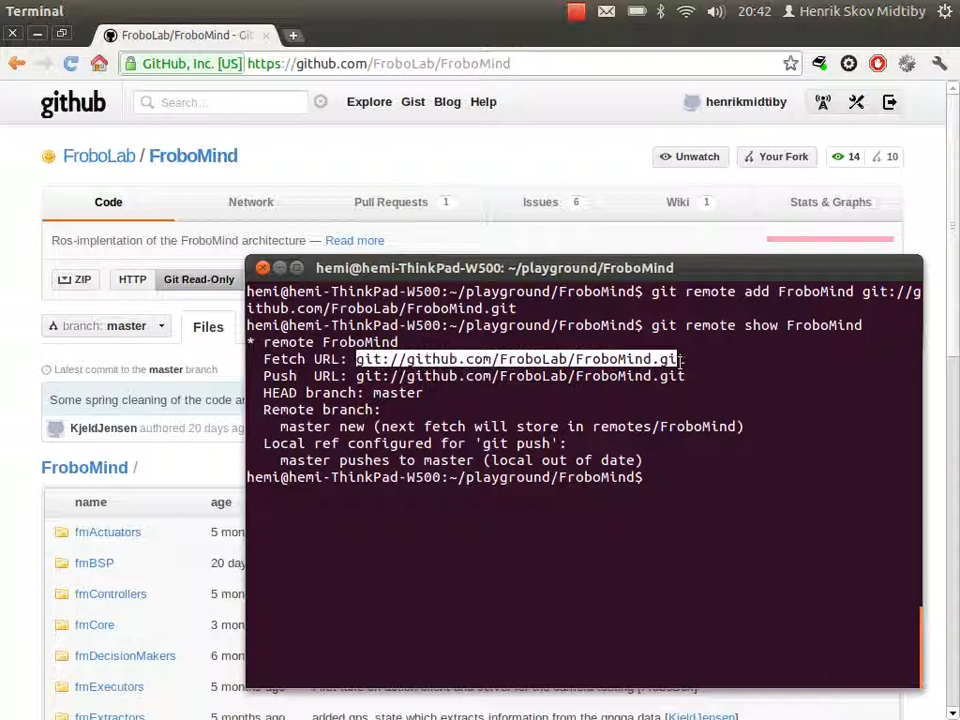 Terminal
20:42
Henrik Skov Midtiby
FroboLab/FroboMind - Git
GitHub, Inc. [US] https://github.com/FroboLab/FroboMind
github
Search...
Explore Gist Blog Help
henrikmidtiby
FroboLab / FroboMind
Unwatch
Your Fork
14
10
Code
Network
Pull Requests 1
Issues 6
Wiki 1
Stats & Graphs
Ros-implentation of the FroboMind architecture — Read more
ZIP
HTTP
Git Read-Only
branch: master
Files
Latest commit to the master branch
Some spring cleaning of the code ar
KjeldJensen authored 20 days ag
FroboMind /
name
age
fmActuators
5 mon
fmBSP
20 day
fmControllers
5 mon
fmCore
3 mon
fmDecisionMakers
6 mon
fmExecutors
5 months ago
fmExtractors
5 months ago
added gps_state which extracts information from the gpgga data [KjeldJensen]
hemi@hemi-ThinkPad-W500: ~/playground/FroboMind
hemi@hemi-ThinkPad-W500:~/playground/FroboMind$ git remote add FroboMind git://g
ithub.com/FroboLab/FroboMind.git
hemi@hemi-ThinkPad-W500:~/playground/FroboMind$ git remote show FroboMind
* remote FroboMind
Fetch URL: git://github.com/FroboLab/FroboMind.git
Push  URL: git://github.com/FroboLab/FroboMind.git
HEAD branch: master
Remote branch:
master new (next fetch will store in remotes/FroboMind)
Local ref configured for 'git push':
master pushes to master (local out of date)
hemi@hemi-ThinkPad-W500:~/playground/FroboMind$